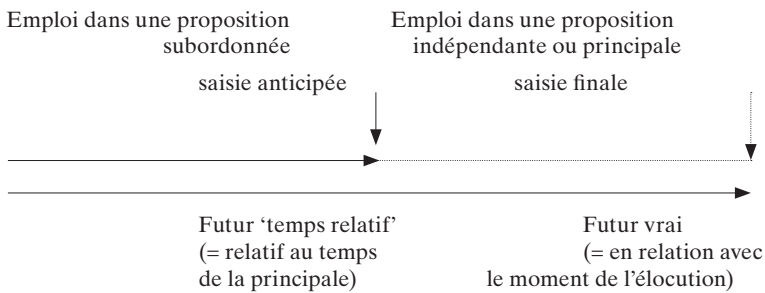 Emploi dans une proposition
subordonnée
Emploi dans une proposition
indépendante ou principale
saisie anticipée
saisie finale
Futur ‘temps relatif’
(= relatif au temps
de la principale)
Futur vrai
(= en relation avec
le moment de l’élocution)